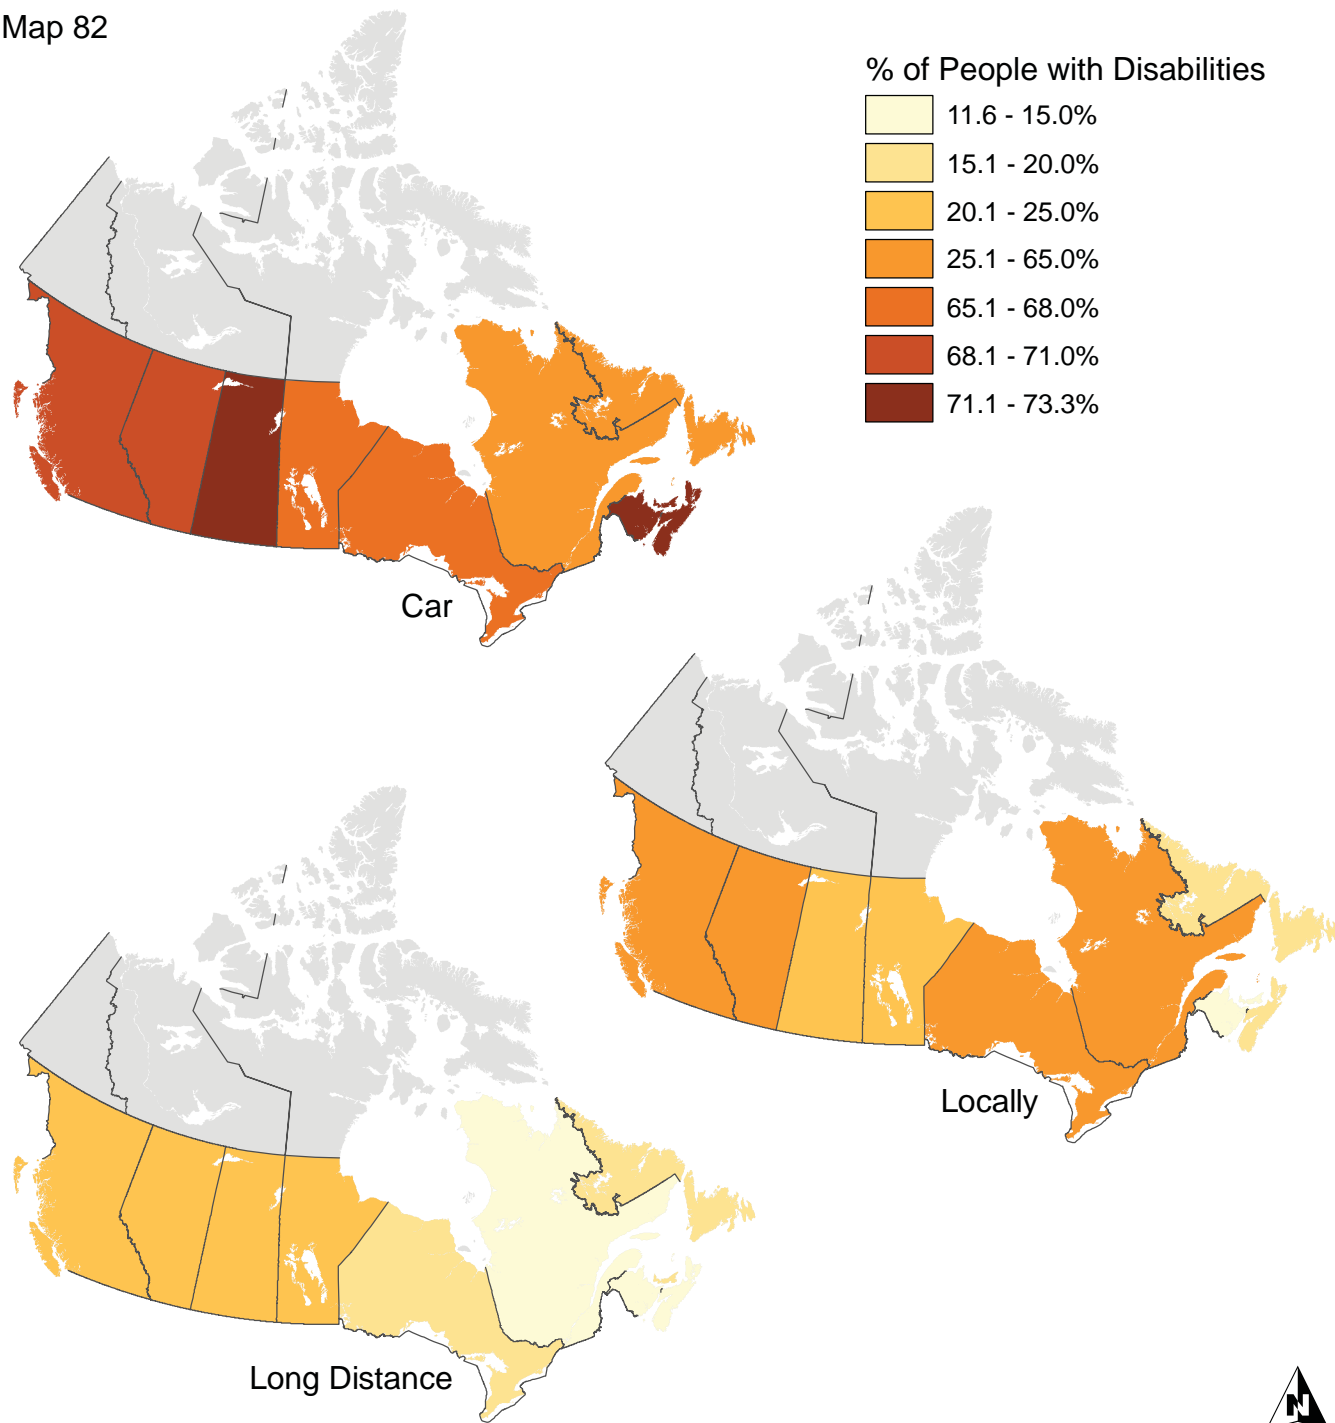 Map 82
% of People with Disabilities
11.6 - 15.0%
15.1 - 20.0%
20.1 - 25.0%
25.1 - 65.0%
65.1 - 68.0%
68.1 - 71.0%
71.1 - 73.3%
Car
Locally
Long Distance
N